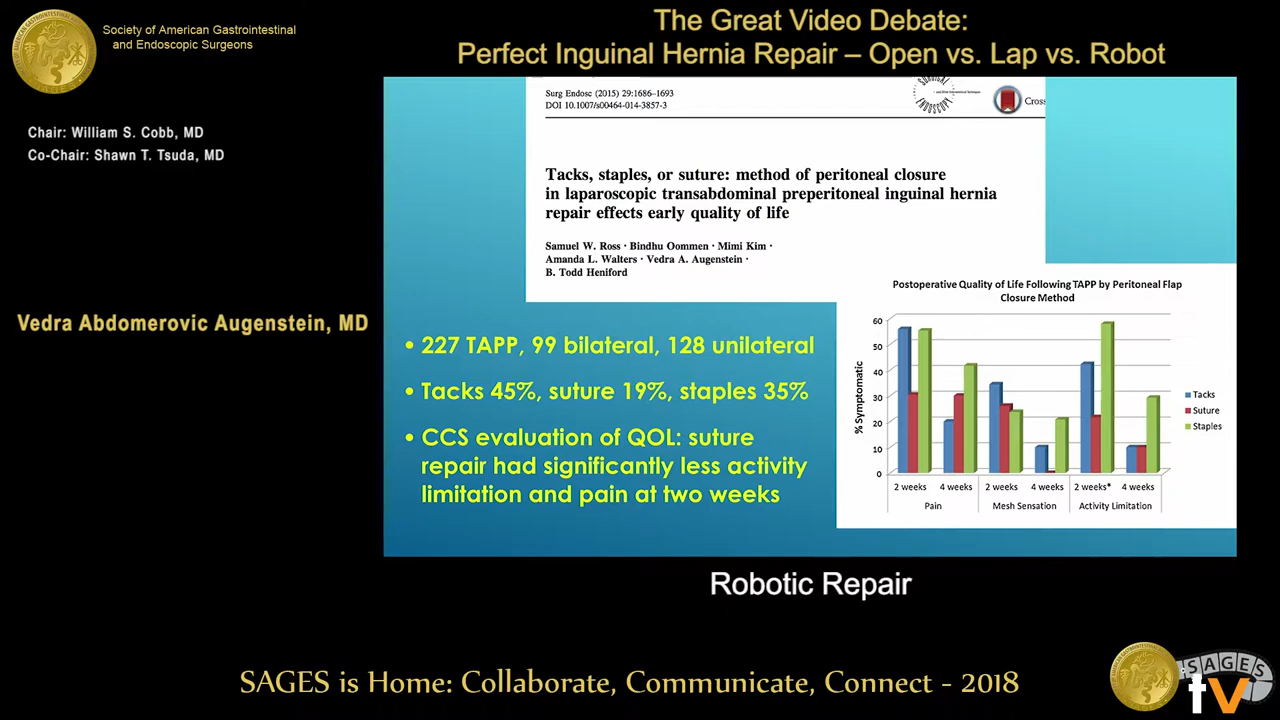 Society of American Gastrointestinal
and Endoscopic Surgeons
The Great Video Debate:
Perfect Inguinal Hernia Repair – Open vs. Lap vs. Robot
Chair: William S. Cobb, MD
Co-Chair: Shawn T. Tsuda, MD
Vedra Abdomerovic Augenstein, MD
Surg Endosc (2015) 29:1686–1693
DOI 10.1007/s00464-014-3857-3
Cross
Tacks, staples, or suture: method of peritoneal closure
in laparoscopic transabdominal preperitoneal inguinal hernia
repair effects early quality of life
Samuel W. Ross · Bindhu Oommen · Mimi Kim ·
Amanda L. Walters · Vedra A. Augenstein ·
B. Todd Heniford
• 227 TAPP, 99 bilateral, 128 unilateral
• Tacks 45%, suture 19%, staples 35%
• CCS evaluation of QOL: suture
repair had significantly less activity
limitation and pain at two weeks
Postoperative Quality of Life Following TAPP by Peritoneal Flap
Closure Method
% Symptomatic
60
50
40
30
20
10
0
2 weeks 4 weeks 2 weeks 4 weeks 2 weeks* 4 weeks
Pain Mesh Sensation Activity Limitation
Tacks
Suture
Staples
Robotic Repair
SAGES is Home: Collaborate, Communicate, Connect - 2018
SAGES
tv